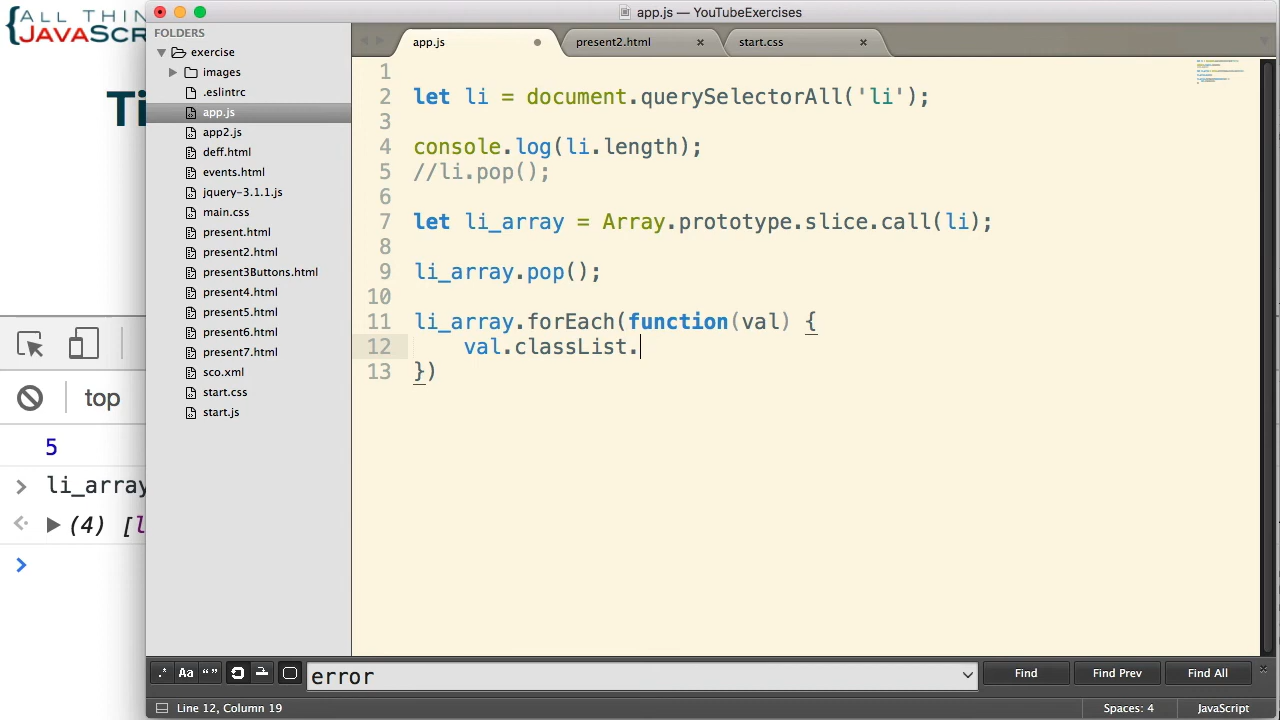 ALL THIN
JAVASCR
Ti
app.js — YouTubeExercises
FOLDERS
exercise
images
.eslintrc
app.js
app2.js
deff.html
events.html
jquery-3.1.1.js
main.css
present.html
present2.html
present3Buttons.html
present4.html
present5.html
present6.html
present7.html
sco.xml
start.css
start.js
app.js
present2.html
start.css
1
2 let li = document.querySelectorAll('li');
3
4 console.log(li.length);
5 //li.pop();
6
7 let li_array = Array.prototype.slice.call(li);
8
9 li_array.pop();
10
11 li_array.forEach(function(val) {
12 val.classList.
13 })
top
5
> li_array
(4) [l
>
.* Aa “” error Find Find Prev Find All
Line 12, Column 19 Spaces: 4 JavaScript